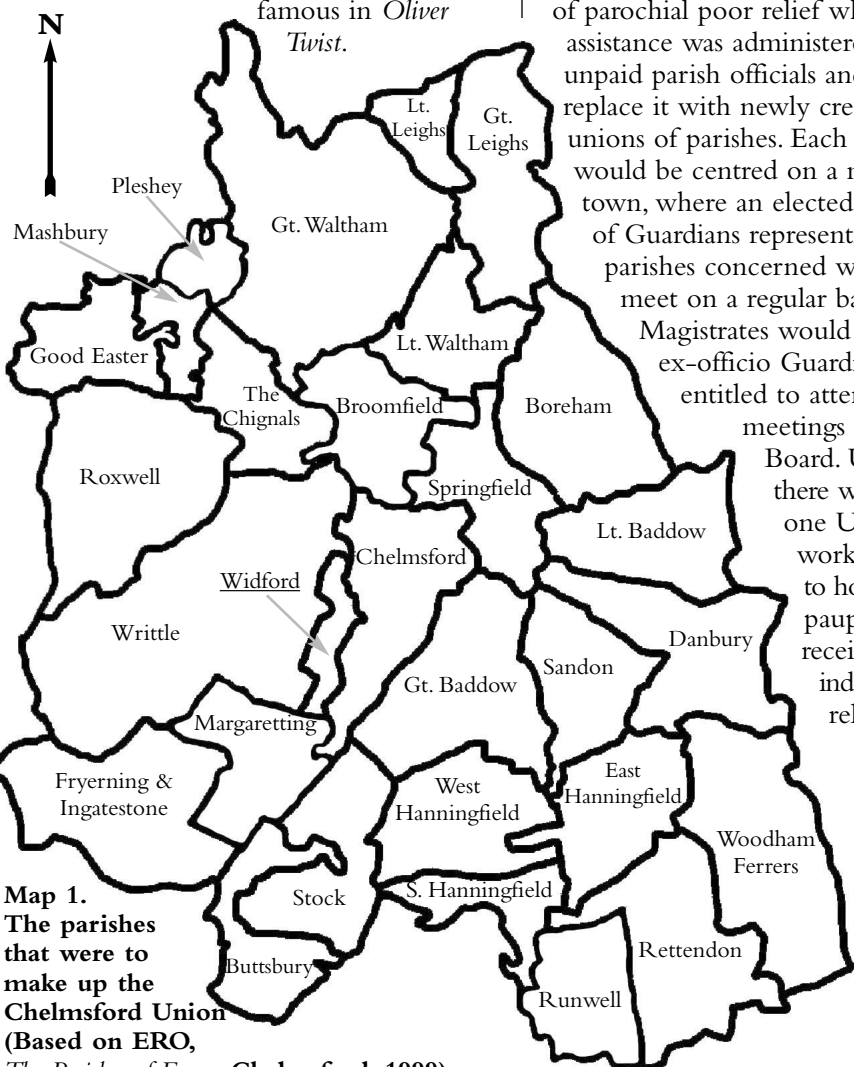 famous in Oliver
Twist.
of parochial poor relief
assistance was administere
unpaid parish officials and
replace it with newly cre
unions of parishes. Each
would be centred on a
town, where an elected
of Guardians represent
parishes concerned w
meet on a regular ba
Magistrates would
ex-officio Guardi
entitled to atten
meetings
Board. U
there w
one U
work
to ho
paup
recei
ind
rel
N
Lt.
Leighs
Gt.
Leighs
Pleshey
Mashbury
Gt. Waltham
Good Easter
Lt. Waltham
The
Chignals
Broomfield
Boreham
Roxwell
Springfield
Lt. Baddow
Chelmsford
Widford
Writtle
Danbury
Sandon
Gt. Baddow
Margaretting
Fryerning &
Ingatestone
West
Hanningfield
East
Hanningfield
Woodham
Ferrers
Stock
S. Hanningfield
Buttsbury
Rettendon
Runwell
Map 1.
The parishes
that were to
make up the
Chelmsford Union
(Based on ERO,